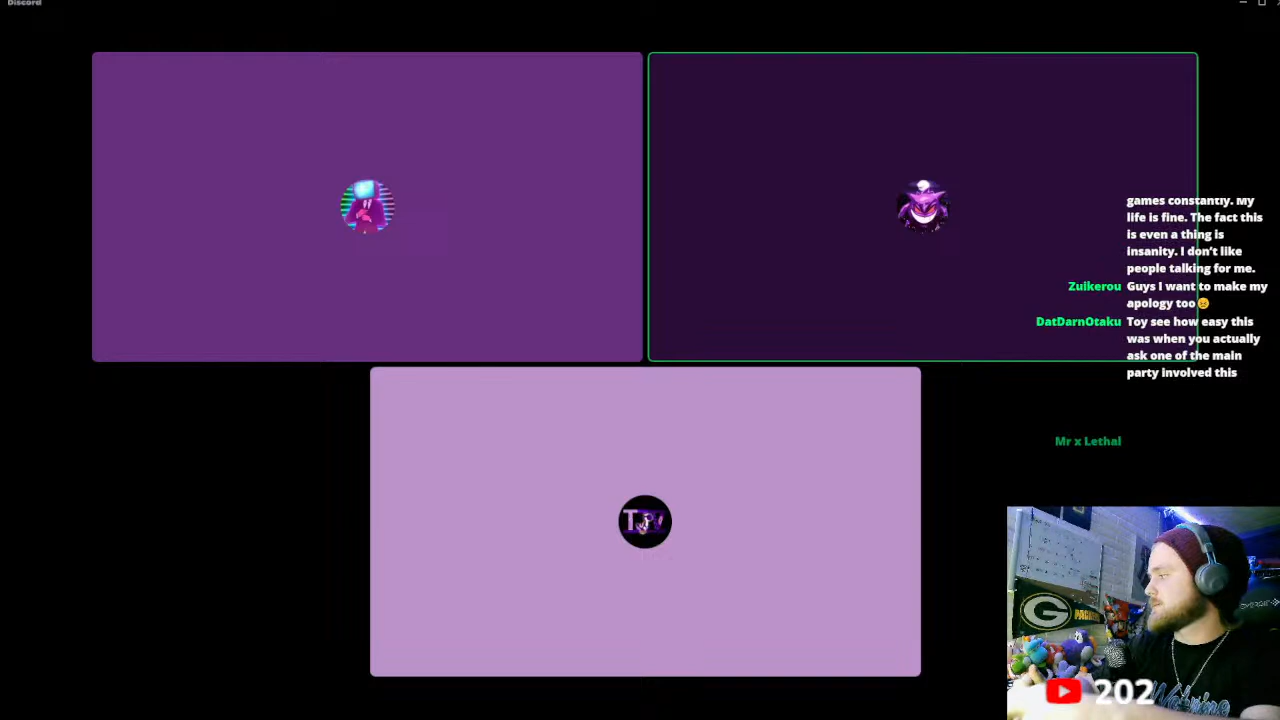 Discord
games constantly. My
life is fine. The fact this
is even a thing is
insanity. I don't like
people talking for me.
Zuikerou Guys I want to make my
apology too😣
DatDarnOtaku Toy see how easy this
was when you actually
ask one of the main
party involved this
Mr x Lethal
G PACKERS
202